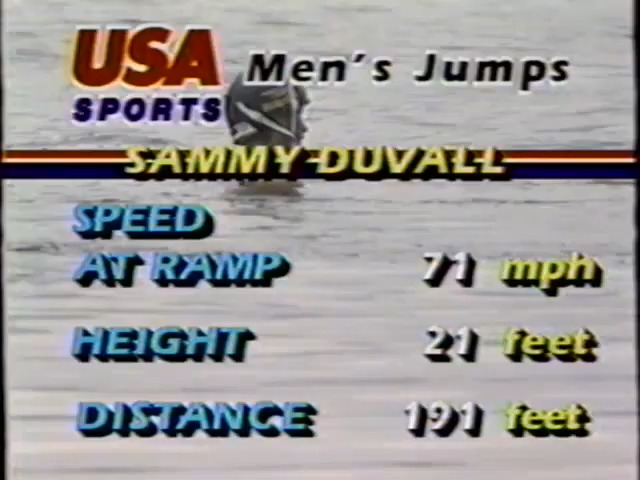 USA Men's Jumps
SPORTS
SAMMY DUVALL
SPEED
AT RAMP 71 mph
HEIGHT 21 feet
DISTANCE 191 feet